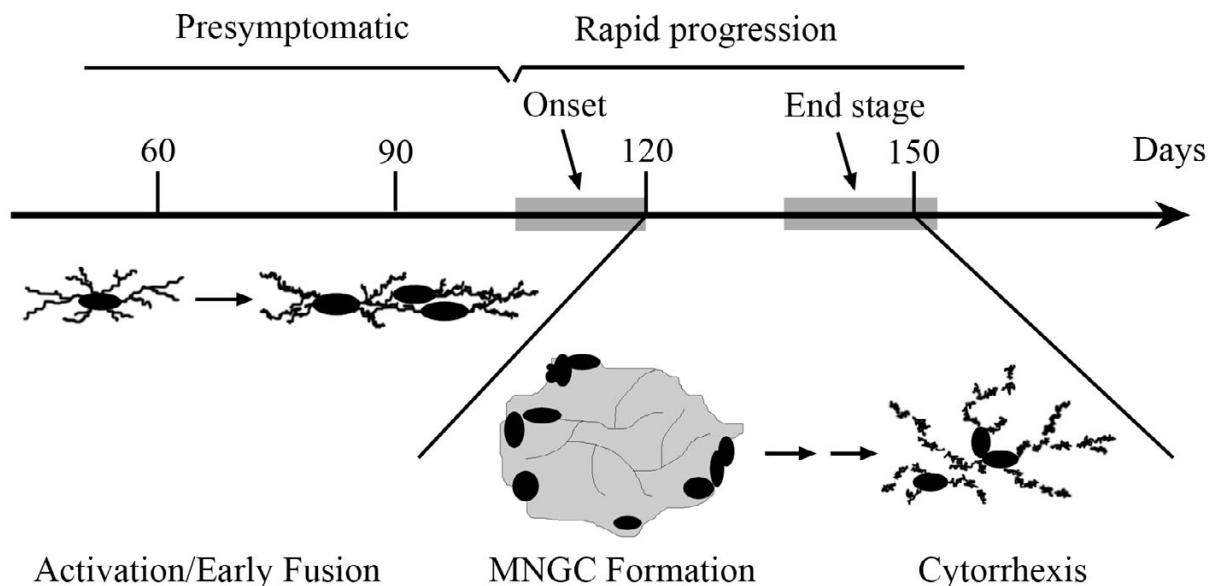 Presymptomatic Rapid progression
Onset End stage
60 90 120 150 Days
Activation/Early Fusion MNGC Formation Cytorrhexis